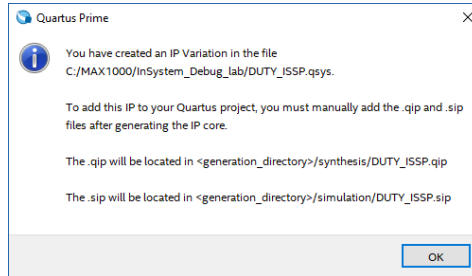 Quartus Prime
You have created an IP Variation in the file
C:/MAX1000/InSystem_Debug_lab/DUTY_ISSP.qsys.
To add this IP to your Quartus project, you must manually add the .qip and .sip
files after generating the IP core.
The .qip will be located in <generation_directory>/synthesis/DUTY_ISSP.qip
The .sip will be located in <generation_directory>/simulation/DUTY_ISSP.sip
OK